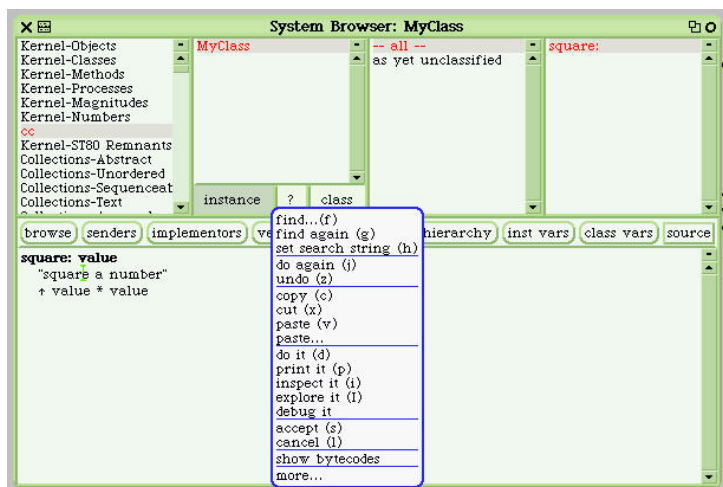 System Browser: MyClass
Kernel-Objects
Kernel-Classes
Kernel-Methods
Kernel-Processes
Kernel-Magnitudes
Kernel-Numbers
cc
Kernel-ST80 Remnants
Collections-Abstract
Collections-Unordered
Collections-Sequenceat
Collections-Text
MyClass
instance ? class
-- all --
as yet unclassified
square:
browse senders implementors ve hierarchy inst vars class vars source
square: value
"square a number"
↑ value * value
find...(f)
find again (g)
set search string (h)
do again (j)
undo (z)
copy (c)
cut (x)
paste (v)
paste...
do it (d)
print it (p)
inspect it (i)
explore it (I)
debug it
accept (s)
cancel (l)
show bytecodes
more...